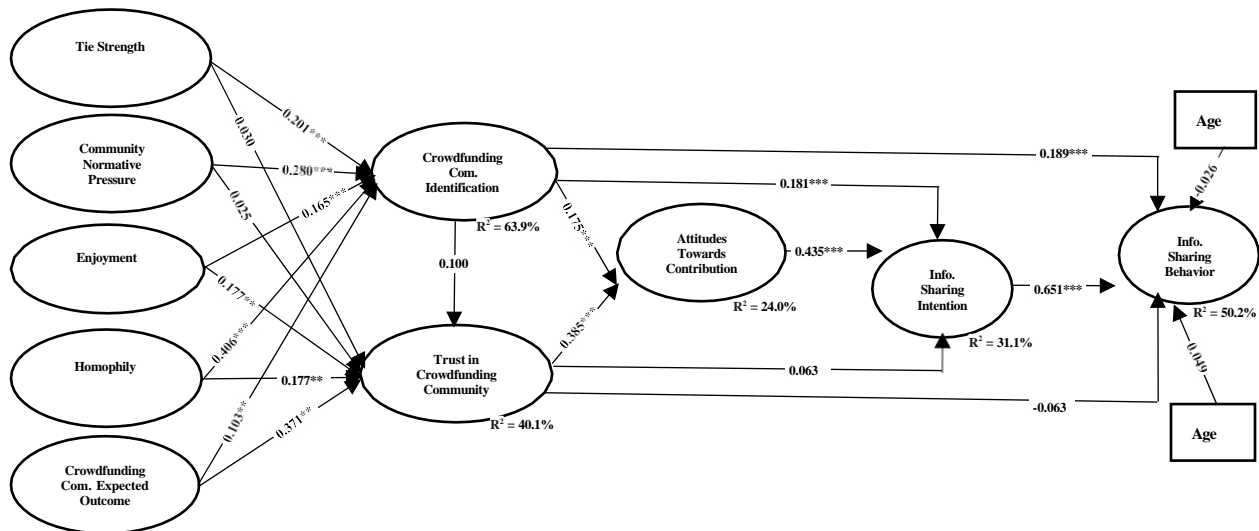 Tie Strength
Community
Normative
Pressure
Enjoyment
Homophily
Crowdfunding
Com. Expected
Outcome
0.201***
0.030
0.280***
0.025
0.165***
0.177**
0.406***
0.177**
0.103**
0.371**
Crowdfunding
Com.
Identification
R² = 63.9%
0.100
Trust in
Crowdfunding
Community
R² = 40.1%
0.175***
0.385***
Attitudes
Towards
Contribution
R² = 24.0%
0.189***
0.181***
0.435***
0.063
-0.063
Info.
Sharing
Intention
R² = 31.1%
0.651***
Age
-0.026
Info.
Sharing
Behavior
R² = 50.2%
0.049
Age